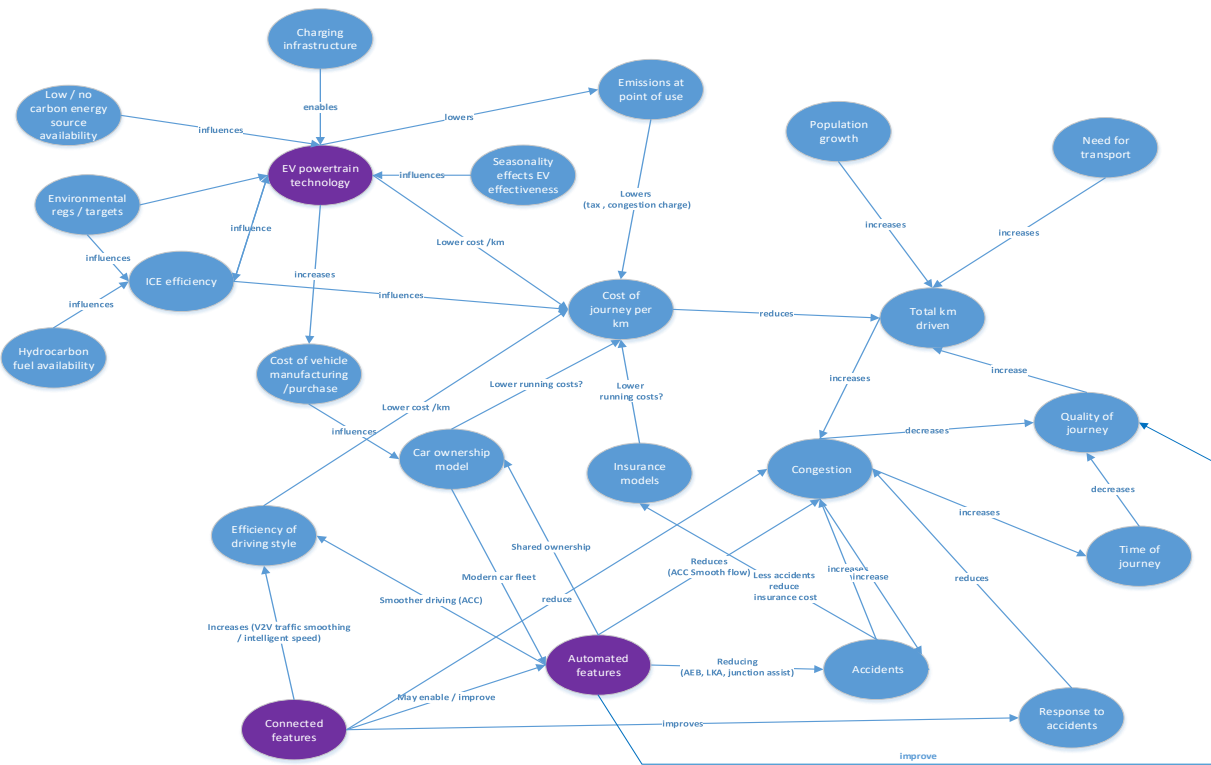 Charging
infrastructure
Low / no
carbon energy
source
availability
Emissions at
point of use
enables
lowers
Population
growth
Need for
transport
influences
EV powertrain
technology
influences
Seasonality
effects EV
effectiveness
Environmental
regs / targets
Lowers
(tax , congestion charge)
influence
Lower cost /km
increases
increases
influences
ICE efficiency
increases
influences
influences
Cost of
journey per
km
reduces
Total km
driven
Hydrocarbon
fuel availability
Cost of vehicle
manufacturing
/purchase
Lower running costs?
Lower
running costs?
increases
increase
Lower cost /km
influences
Quality of
journey
decreases
Car ownership
model
Insurance
models
Congestion
decreases
increases
Efficiency of
driving style
Shared ownership
Time of
journey
Reduces
(ACC Smooth flow)
Less accidents
reduce
insurance cost
increases
increase
reduces
Modern car fleet
Smoother driving (ACC)
reduce
Increases (V2V traffic smoothing
/ intelligent speed)
Automated
features
Reducing
(AEB, LKA, junction assist)
Accidents
May enable / improve
Connected
features
improves
Response to
accidents
improve